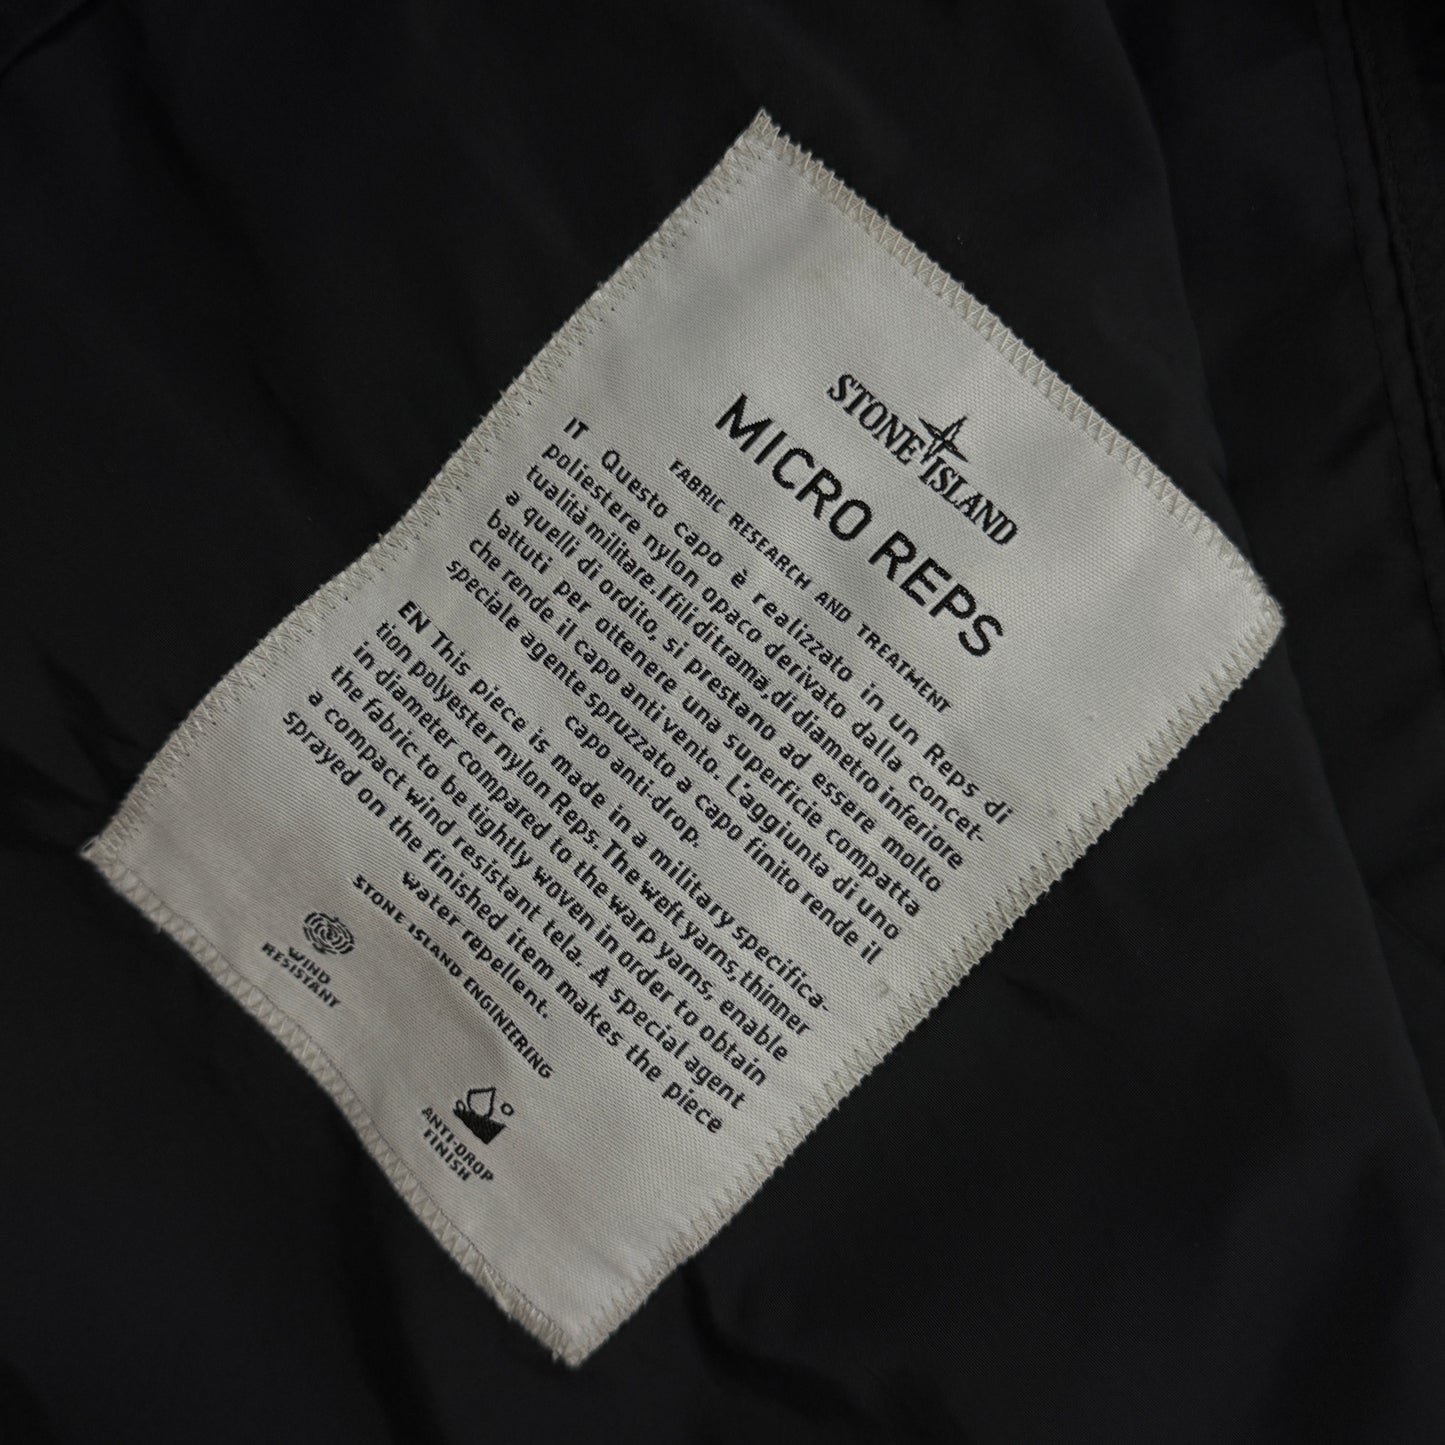 STONE ISLAND
MICRO REPS
FABRIC RESEARCH AND TREATMENT
IT Questo capo è realizzato in un Reps di
poliestere nylon opaco derivato dalla concet-
tualità militare. I fili di trama, di diametro inferiore
a quelli di ordito, si prestano ad essere molto
battuti per ottenere una superficie compatta
che rende il capo anti vento. L'aggiunta di uno
speciale agente spruzzato a capo finito rende il
capo anti-drop.
EN This piece is made in a military specifica-
tion polyester nylon Reps. The weft yarns, thinner
in diameter compared to the warp yarns, enable
the fabric to be tightly woven in order to obtain
a compact wind resistant tela. A special agent
sprayed on the finished item makes the piece
water repellent.
STONE ISLAND ENGINEERING
WIND
RESISTANT
ANTI-DROP
FINISH